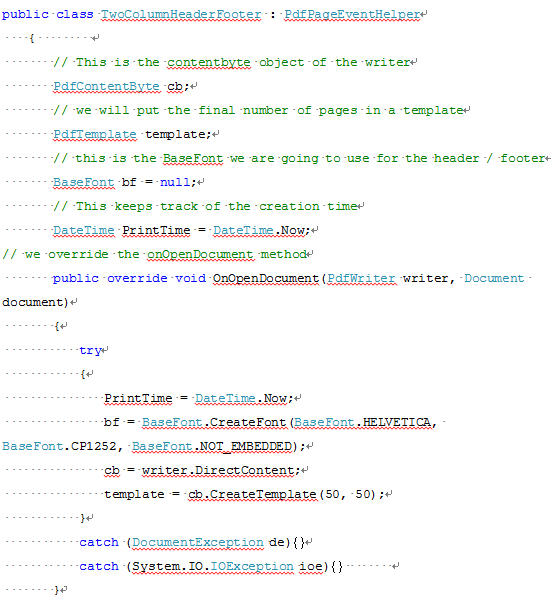 public class TwoColumnHeaderFooter : PdfPageEventHelper
{
// This is the contentbyte object of the writer
PdfContentByte cb;
// we will put the final number of pages in a template
PdfTemplate template;
// this is the BaseFont we are going to use for the header / footer
BaseFont bf = null;
// This keeps track of the creation time
DateTime PrintTime = DateTime.Now;
// we override the onOpenDocument method
public override void OnOpenDocument(PdfWriter writer, Document
document)
{
try
{
PrintTime = DateTime.Now;
bf = BaseFont.CreateFont(BaseFont.HELVETICA,
BaseFont.CP1252, BaseFont.NOT_EMBEDDED);
cb = writer.DirectContent;
template = cb.CreateTemplate(50, 50);
}
catch (DocumentException de){}
catch (System.IO.IOException ioe){}
}